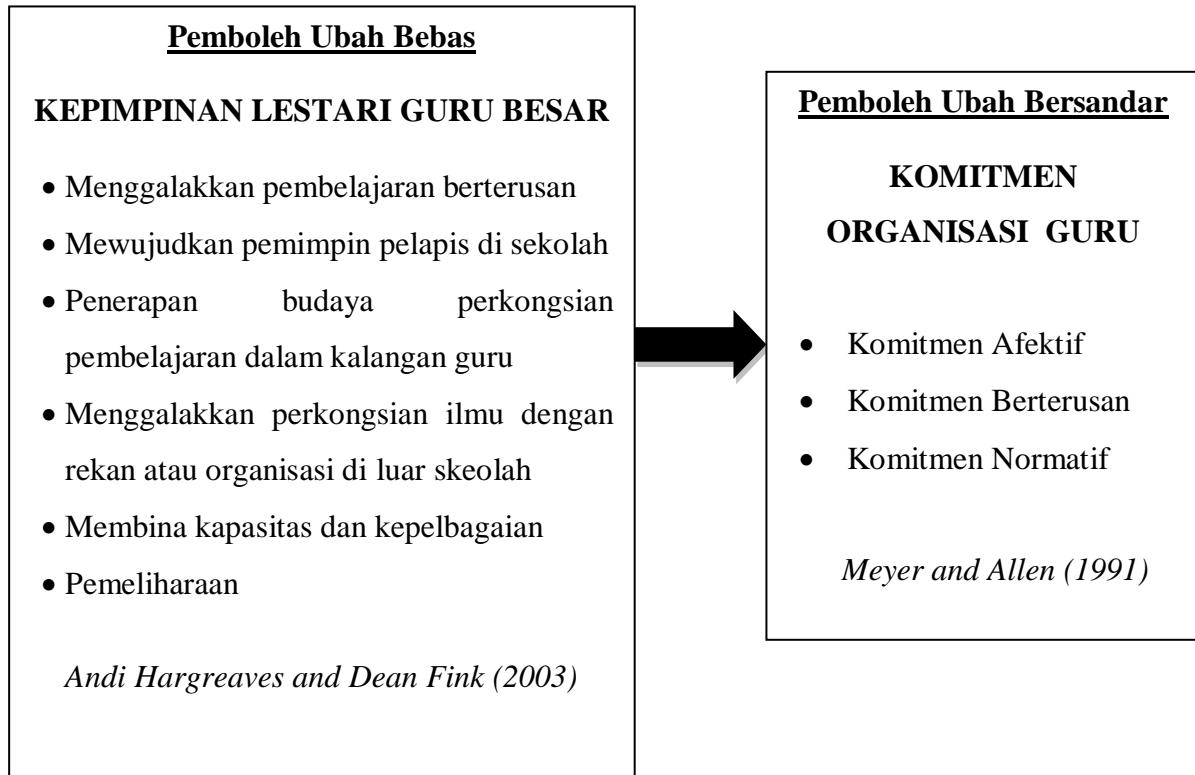 Pemboleh Ubah Bebas
KEPIMPINAN LESTARI GURU BESAR
• Menggalakkan pembelajaran berterusan
• Mewujudkan pemimpin pelapis di sekolah
• Penerapan budaya perkongsian
pembelajaran dalam kalangan guru
• Menggalakkan perkongsian ilmu dengan
rekan atau organisasi di luar skeolah
• Membina kapasitas dan kepelbagaian
• Pemeliharaan
Andi Hargreaves and Dean Fink (2003)
Pemboleh Ubah Bersandar
KOMITMEN
ORGANISASI GURU
• Komitmen Afektif
• Komitmen Berterusan
• Komitmen Normatif
Meyer and Allen (1991)